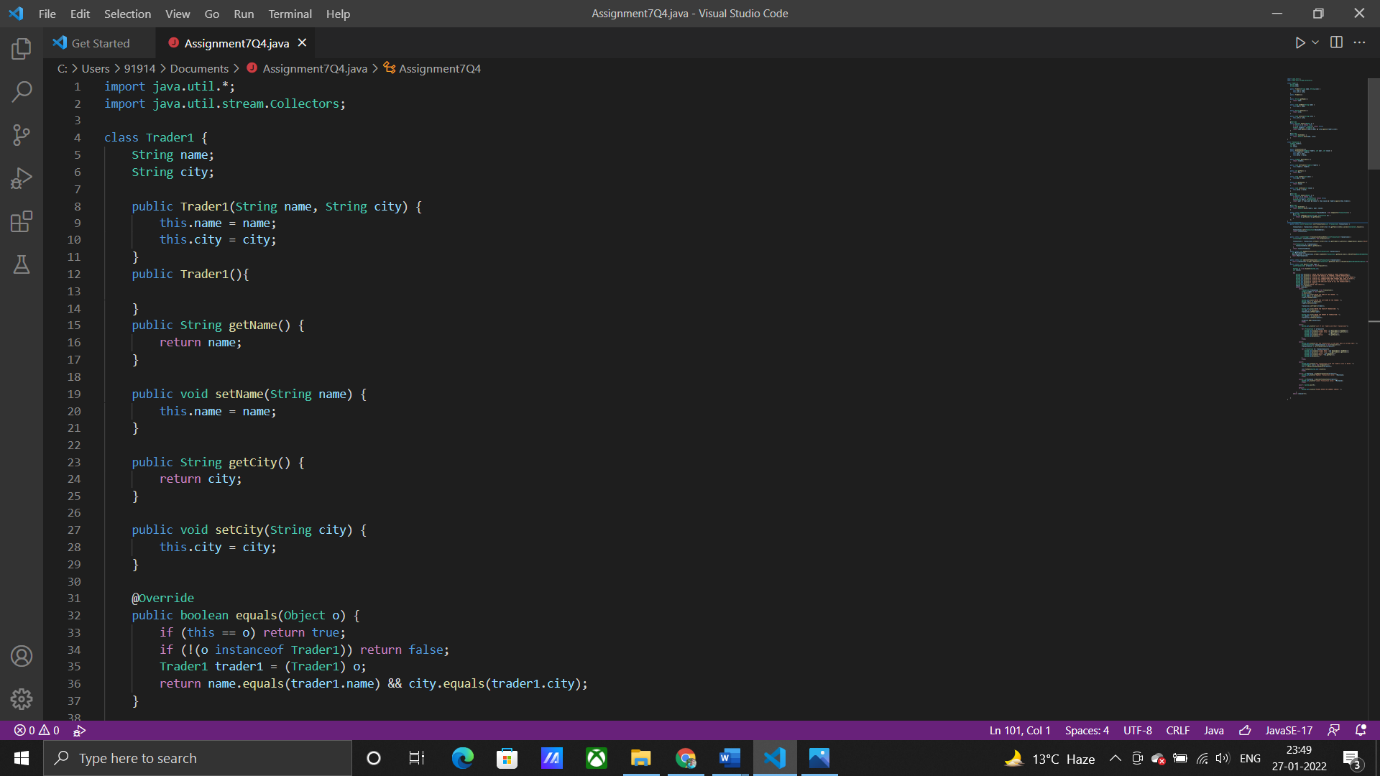 File Edit Selection View Go Run Terminal Help Assignment7Q4.java - Visual Studio Code
Get Started Assignment7Q4.java
C: > Users > 91914 > Documents > Assignment7Q4.java > Assignment7Q4
1 import java.util.*;
2 import java.util.stream.Collectors;
3
4 class Trader1 {
5 String name;
6 String city;
7
8 public Trader1(String name, String city) {
9 this.name = name;
10 this.city = city;
11 }
12 public Trader1(){
13
14 }
15 public String getName() {
16 return name;
17 }
18
19 public void setName(String name) {
20 this.name = name;
21 }
22
23 public String getCity() {
24 return city;
25 }
26
27 public void setCity(String city) {
28 this.city = city;
29 }
30
31 @Override
32 public boolean equals(Object o) {
33 if (this == o) return true;
34 if (!(o instanceof Trader1)) return false;
35 Trader1 trader1 = (Trader1) o;
36 return name.equals(trader1.name) && city.equals(trader1.city);
37 }
38
0 0 Ln 101, Col 1 Spaces: 4 UTF-8 CRLF Java JavaSE-17
Type here to search 13°C Haze ENG 23:49
27-01-2022 3